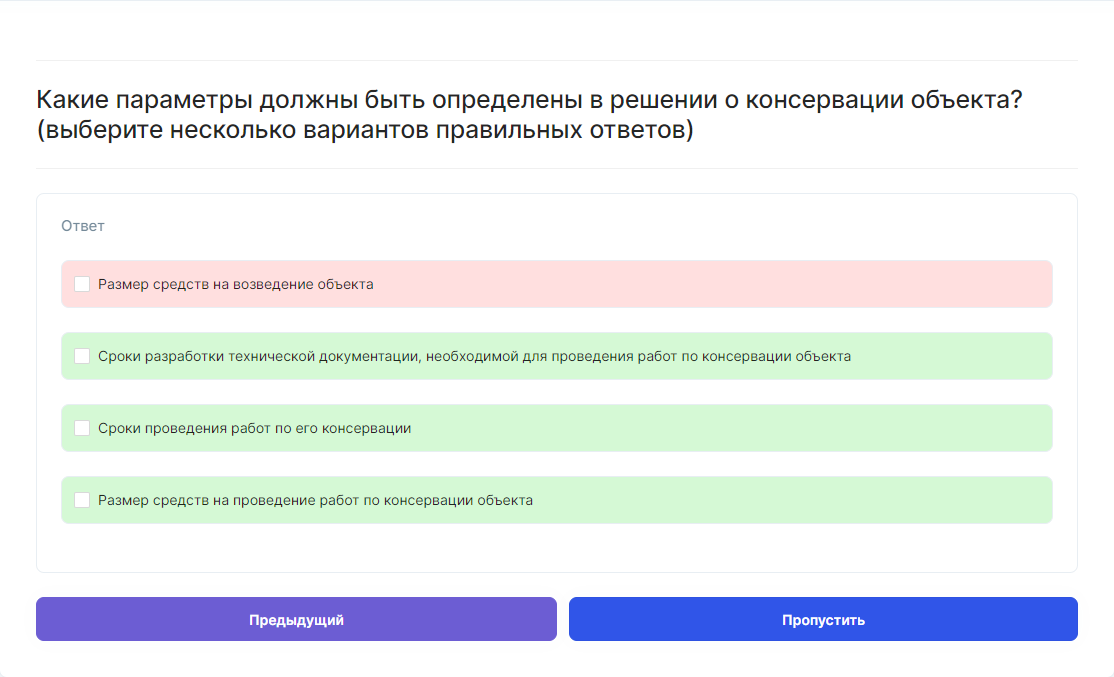 Какие параметры должны быть определены в решении о консервации объекта?
(выберите несколько вариантов правильных ответов)
Ответ
Размер средств на возведение объекта
Сроки разработки технической документации, необходимой для проведения работ по консервации объекта
Сроки проведения работ по его консервации
Размер средств на проведение работ по консервации объекта
Предыдущий
Пропустить